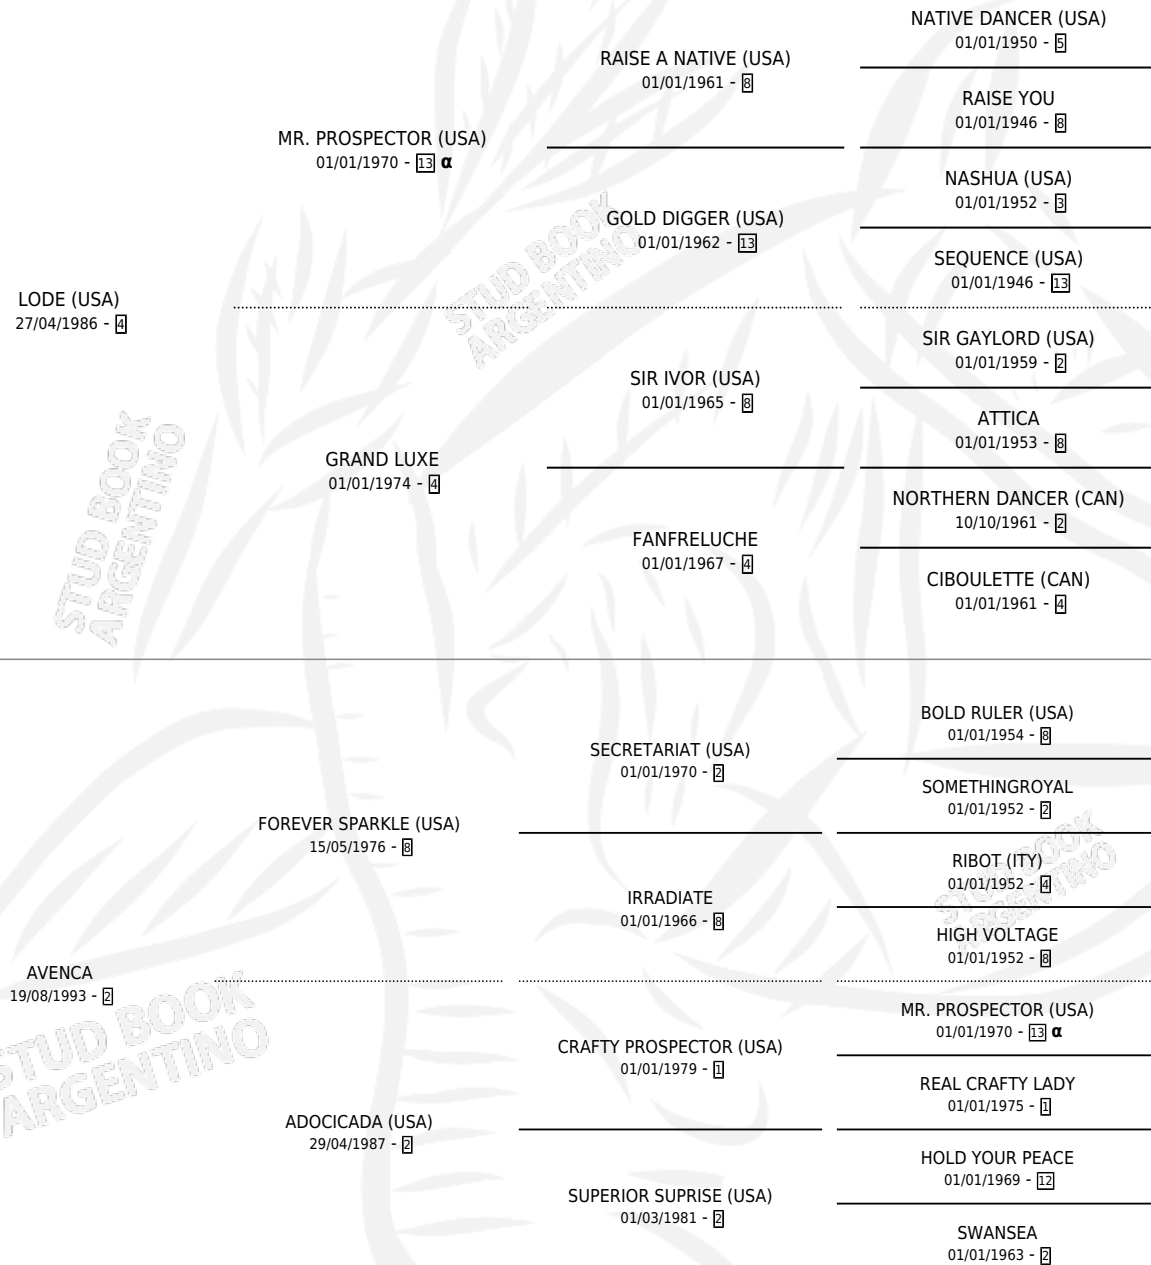 NATIVE DANCER (USA)
01/01/1950 - 5
RAISE A NATIVE (USA)
01/01/1961 - 8
RAISE YOU
01/01/1946 - 8
MR. PROSPECTOR (USA)
01/01/1970 - 13 α
NASHUA (USA)
01/01/1952 - 3
GOLD DIGGER (USA)
01/01/1962 - 13
SEQUENCE (USA)
01/01/1946 - 13
LODE (USA)
27/04/1986 - 4
SIR GAYLORD (USA)
01/01/1959 - 2
SIR IVOR (USA)
01/01/1965 - 8
ATTICA
01/01/1953 - 8
GRAND LUXE
01/01/1974 - 4
NORTHERN DANCER (CAN)
10/10/1961 - 2
FANFRELUCHE
01/01/1967 - 4
CIBOULETTE (CAN)
01/01/1961 - 4
BOLD RULER (USA)
01/01/1954 - 8
SECRETARIAT (USA)
01/01/1970 - 2
SOMETHINGROYAL
01/01/1952 - 2
FOREVER SPARKLE (USA)
15/05/1976 - 8
RIBOT (ITY)
01/01/1952 - 4
IRRADIATE
01/01/1966 - 8
HIGH VOLTAGE
01/01/1952 - 8
AVENCA
19/08/1993 - 2
MR. PROSPECTOR (USA)
01/01/1970 - 13 α
CRAFTY PROSPECTOR (USA)
01/01/1979 - 1
REAL CRAFTY LADY
01/01/1975 - 1
ADOCICADA (USA)
29/04/1987 - 2
HOLD YOUR PEACE
01/01/1969 - 12
SUPERIOR SUPRISE (USA)
01/03/1981 - 2
SWANSEA
01/01/1963 - 2
STUD BOOK
ARGENTINO
STUD BOOK
ARGENTINO
STUD BOOK
ARGENTINO
STUD BOOK
ARGENTINO